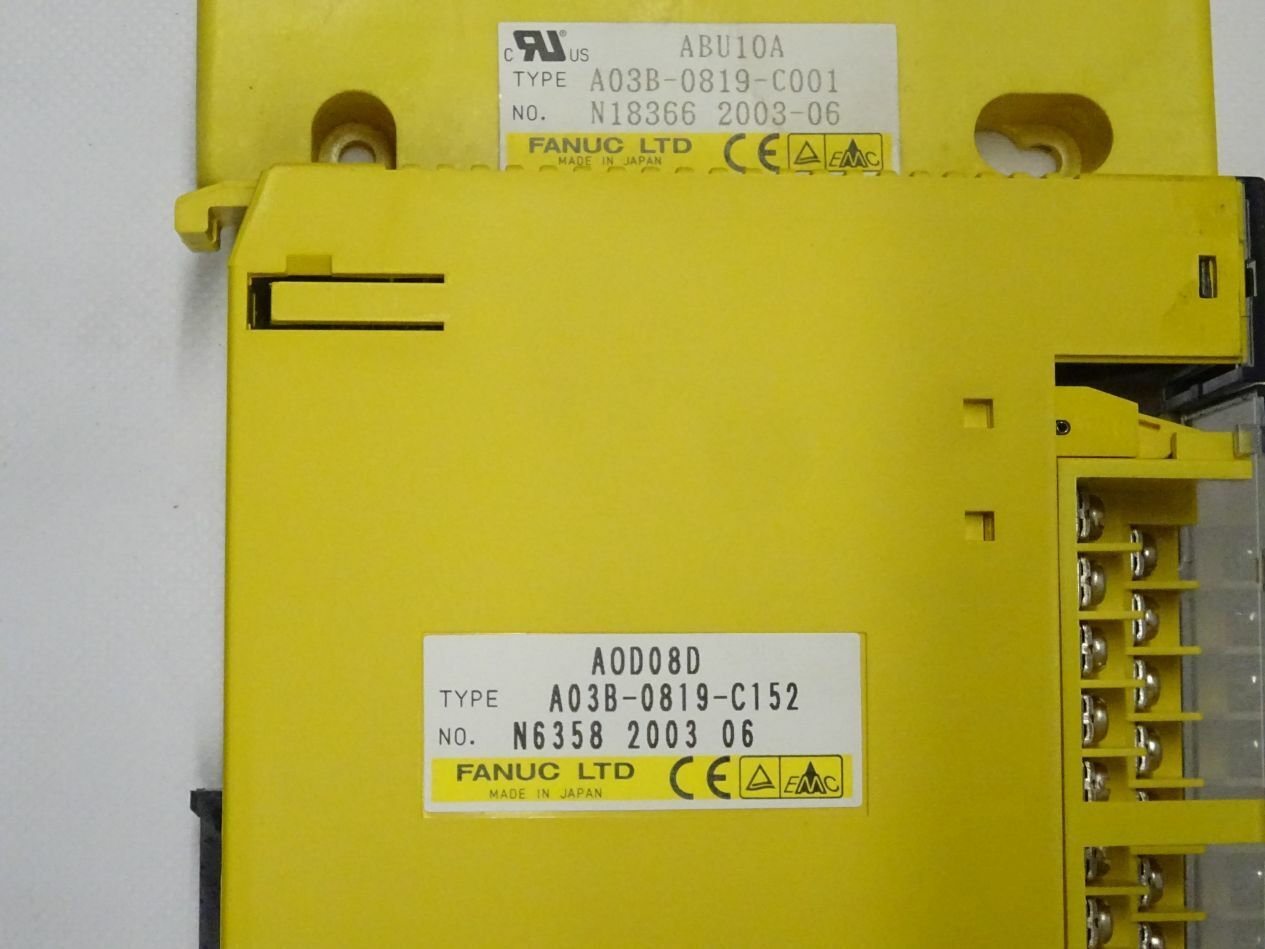 c RU® US ABU10A
TYPE A03B-0819-C001
NO. N18366 2003-06
FANUC LTD CE EMC
MADE IN JAPAN
AOD08D
TYPE A03B-0819-C152
NO. N6358 2003 06
FANUC LTD CE EMC
MADE IN JAPAN